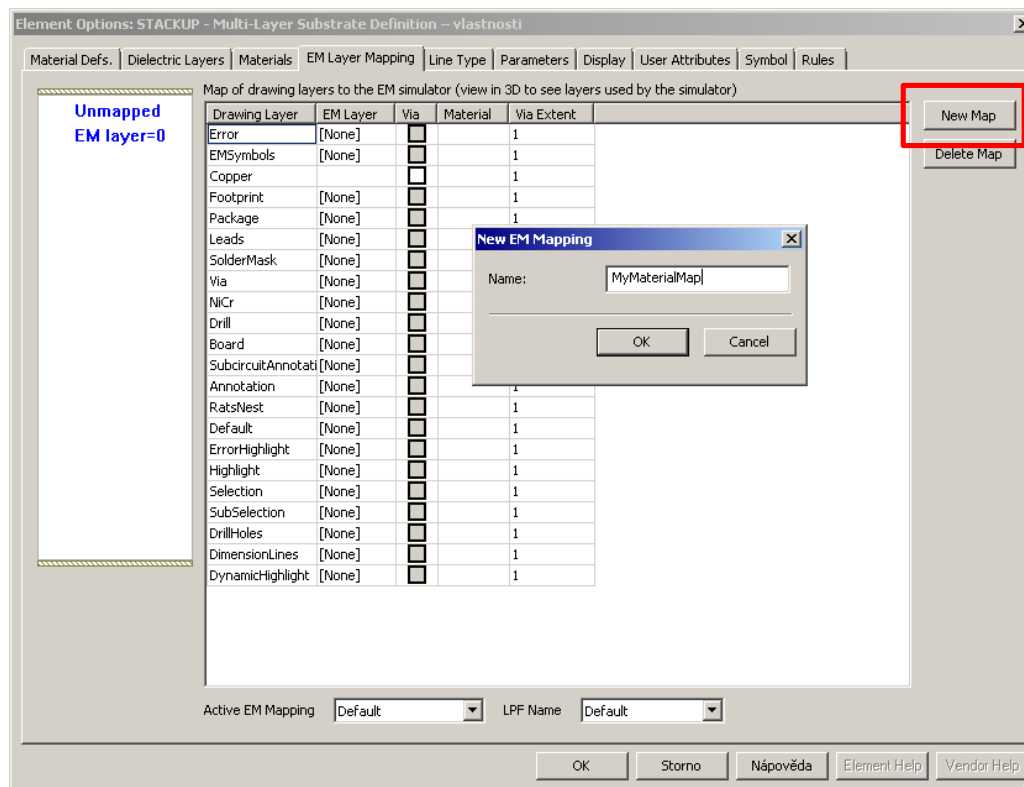 Element Options: STACKUP - Multi-Layer Substrate Definition – vlastnosti
Material Defs. Dielectric Layers Materials EM Layer Mapping Line Type Parameters Display User Attributes Symbol Rules
Map of drawing layers to the EM simulator (view in 3D to see layers used by the simulator)
Unmapped
EM layer=0
Drawing Layer EM Layer Via Material Via Extent
Error [None] 1
EMSymbols [None] 1
Copper 1
Footprint [None] 1
Package [None] 1
Leads [None]
SolderMask [None]
Via [None]
NiCr [None]
Drill [None]
Board [None]
SubcircuitAnnotati [None]
Annotation [None] 1
RatsNest [None] 1
Default [None] 1
ErrorHighlight [None] 1
Highlight [None] 1
Selection [None] 1
SubSelection [None] 1
DrillHoles [None] 1
DimensionLines [None] 1
DynamicHighlight [None] 1
New Map
Delete Map
New EM Mapping
Name: MyMaterialMap
OK Cancel
Active EM Mapping Default LPF Name Default
OK Storno Nápověda Element Help Vendor Help